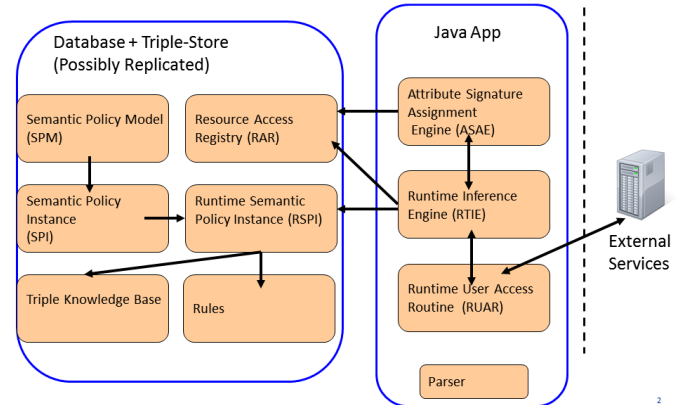 Database + Triple-Store
(Possibly Replicated)
Semantic Policy Model
(SPM)
Resource Access
Registry (RAR)
Semantic Policy
Instance
(SPI)
Runtime Semantic
Policy Instance (RSPI)
Triple Knowledge Base
Rules
Java App
Attribute Signature
Assignment
Engine (ASAE)
Runtime Inference
Engine (RTIE)
Runtime User Access
Routine (RUAR)
Parser
External
Services
2